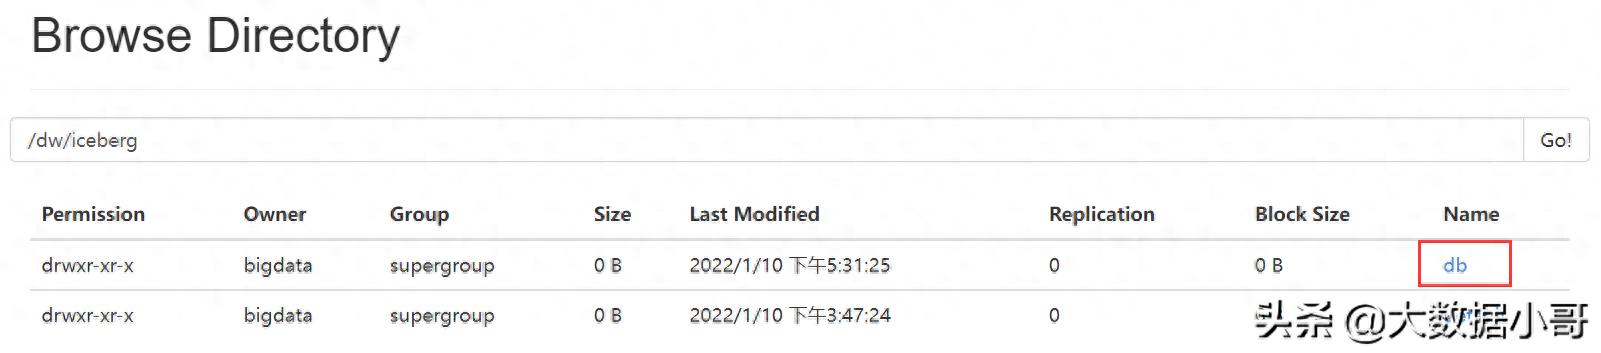 Browse Directory
/dw/iceberg Go!
Permission Owner Group Size Last Modified Replication Block Size Name
drwxr-xr-x bigdata supergroup 0 B 2022/1/10 下午5:31:25 0 0 B db
drwxr-xr-x bigdata supergroup 0 B 2022/1/10 下午3:47:24 0
头条 @大数据小哥